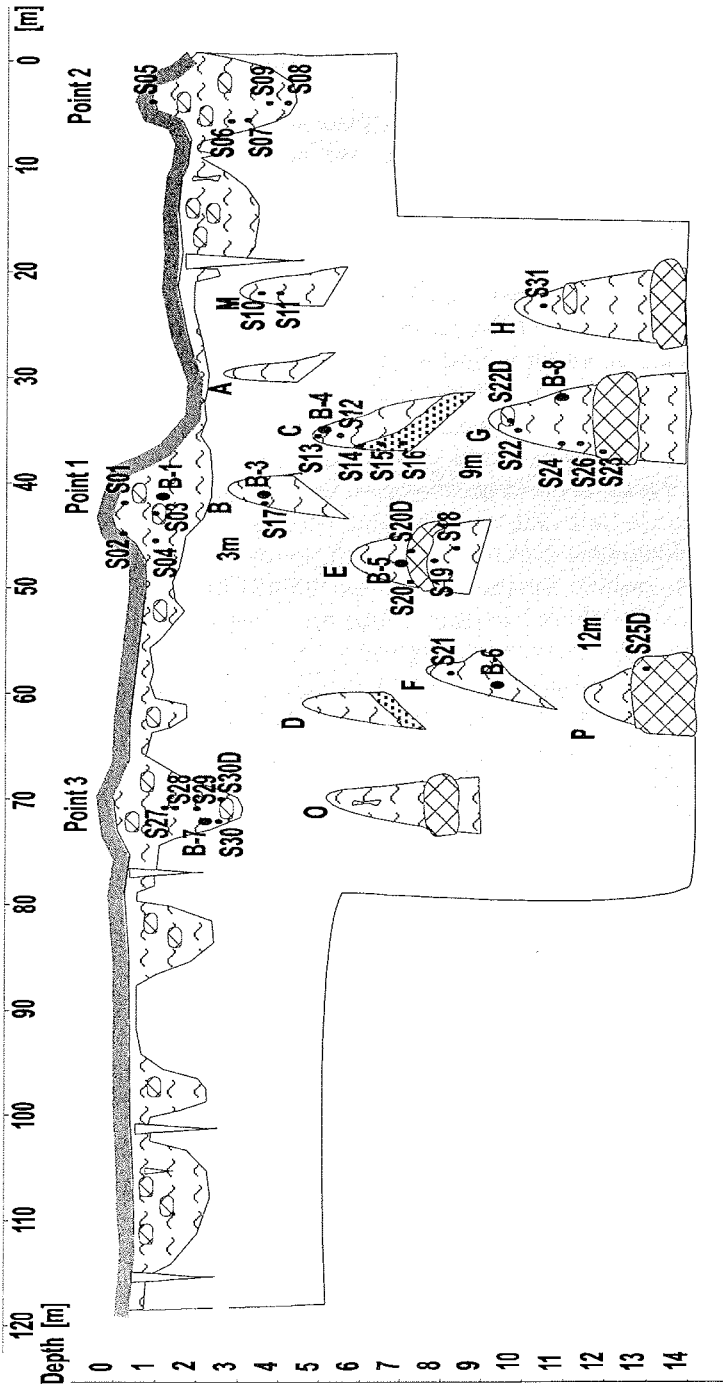 [m]
0
10
20
30
40
50
60
70
80
90
100
110
120
Depth [m]
0
1
2
3
4
5
6
7
8
9
10
11
12
13
14
Point 2
S05
S06
S07
S09
S08
M
S10
S11
A
H
S31
Point 1
S01
S02
B-1
S03
S04
B
3m
B-3
S17
C
S13
B-4
S12
S14
S15
S16
9m
G
S22D
S22
B-8
S24
S26
S23
E
B-5
S20D
S20
S19
S18
F
S21
B-6
12m
P
S25D
D
O
Point 3
S27
S28
S29
B-7
S30D
S30